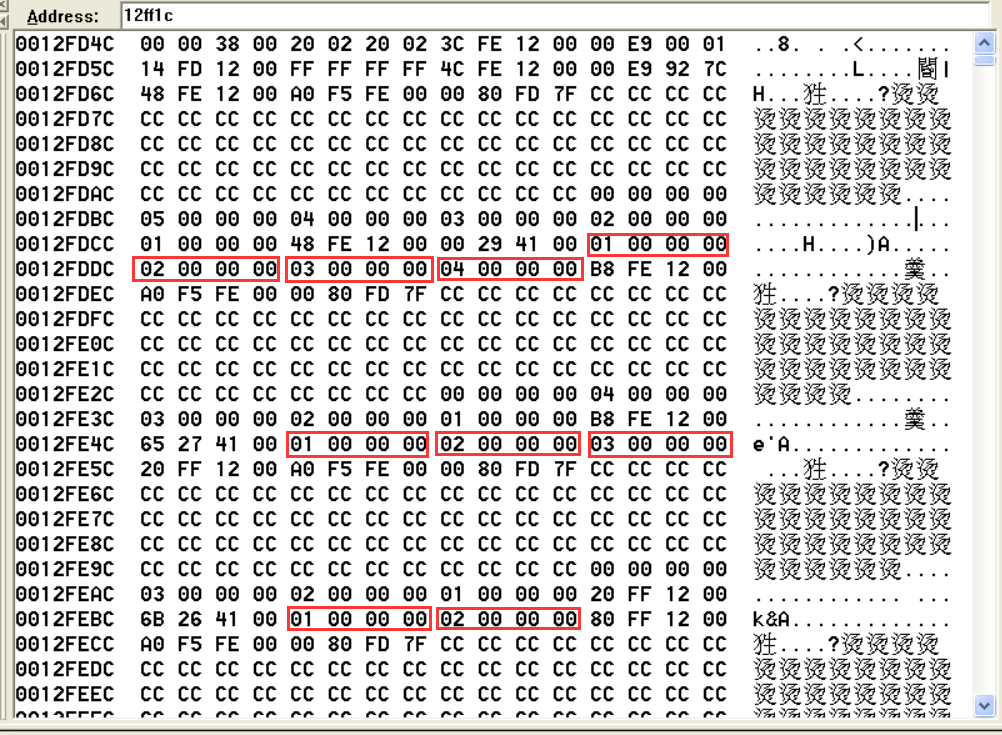 Address: 12ff1c
0012FD4C 00 00 38 00 20 02 20 02 3C FE 12 00 00 E9 00 01 ..8. . .<.......
0012FD5C 14 FD 12 00 FF FF FF FF 4C FE 12 00 00 E9 92 7C ........L....閽|
0012FD6C 48 FE 12 00 A0 F5 FE 00 00 80 FD 7F CC CC CC CC H...狌....?烫烫
0012FD7C CC CC CC CC CC CC CC CC CC CC CC CC CC CC CC CC 烫烫烫烫烫烫烫烫
0012FD8C CC CC CC CC CC CC CC CC CC CC CC CC CC CC CC CC 烫烫烫烫烫烫烫烫
0012FD9C CC CC CC CC CC CC CC CC CC CC CC CC CC CC CC CC 烫烫烫烫烫烫烫烫
0012FDAC CC CC CC CC CC CC CC CC CC CC CC CC 00 00 00 00 烫烫烫烫烫烫....
0012FDBC 05 00 00 00 04 00 00 00 03 00 00 00 02 00 00 00 ................
0012FDCC 01 00 00 00 48 FE 12 00 00 29 41 00 01 00 00 00 ....H....)A.....
0012FDDC 02 00 00 00 03 00 00 00 04 00 00 00 B8 FE 12 00 ............羹..
0012FDEC A0 F5 FE 00 00 80 FD 7F CC CC CC CC CC CC CC CC 狌....?烫烫烫烫
0012FDFC CC CC CC CC CC CC CC CC CC CC CC CC CC CC CC CC 烫烫烫烫烫烫烫烫
0012FE0C CC CC CC CC CC CC CC CC CC CC CC CC CC CC CC CC 烫烫烫烫烫烫烫烫
0012FE1C CC CC CC CC CC CC CC CC CC CC CC CC CC CC CC CC 烫烫烫烫烫烫烫烫
0012FE2C CC CC CC CC CC CC CC CC 00 00 00 00 04 00 00 00 烫烫烫烫........
0012FE3C 03 00 00 00 02 00 00 00 01 00 00 00 B8 FE 12 00 ............羹..
0012FE4C 65 27 41 00 01 00 00 00 02 00 00 00 03 00 00 00 e'A.............
0012FE5C 20 FF 12 00 A0 F5 FE 00 00 80 FD 7F CC CC CC CC ...狌....?烫烫
0012FE6C CC CC CC CC CC CC CC CC CC CC CC CC CC CC CC CC 烫烫烫烫烫烫烫烫
0012FE7C CC CC CC CC CC CC CC CC CC CC CC CC CC CC CC CC 烫烫烫烫烫烫烫烫
0012FE8C CC CC CC CC CC CC CC CC CC CC CC CC CC CC CC CC 烫烫烫烫烫烫烫烫
0012FE9C CC CC CC CC CC CC CC CC CC CC CC CC 00 00 00 00 烫烫烫烫烫烫....
0012FEAC 03 00 00 00 02 00 00 00 01 00 00 00 20 FF 12 00 ............ ...
0012FEBC 6B 26 41 00 01 00 00 00 02 00 00 00 80 FF 12 00 k&A.............
0012FECC A0 F5 FE 00 00 80 FD 7F CC CC CC CC CC CC CC CC 狌....?烫烫烫烫
0012FEDC CC CC CC CC CC CC CC CC CC CC CC CC CC CC CC CC 烫烫烫烫烫烫烫烫
0012FEEC CC CC CC CC CC CC CC CC CC CC CC CC CC CC CC CC 烫烫烫烫烫烫烫烫